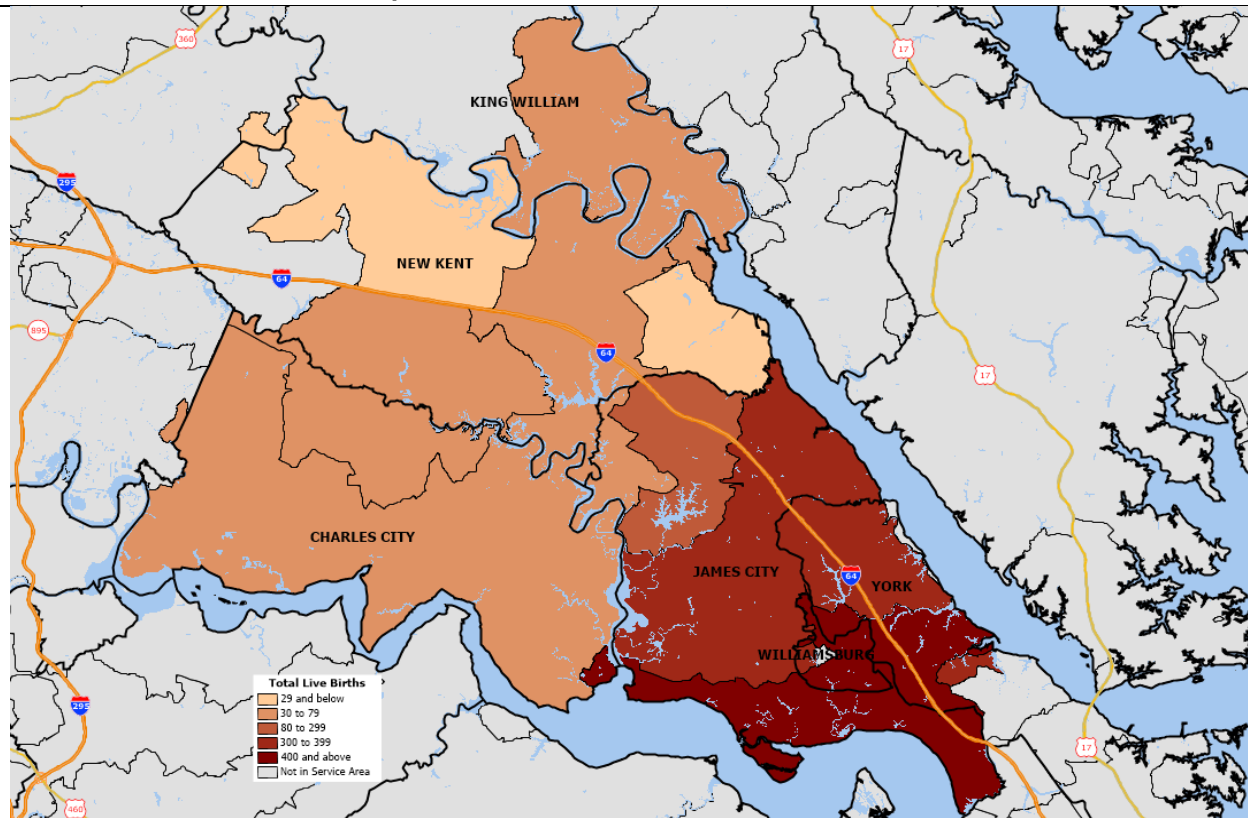 360
17
KING WILLIAM
295
NEW KENT
64
895
64
17
CHARLES CITY
JAMES CITY
64
YORK
WILLIAMSBURG
Total Live Births
29 and below
30 to 79
80 to 299
300 to 399
400 and above
Not in Service Area
295
17
460